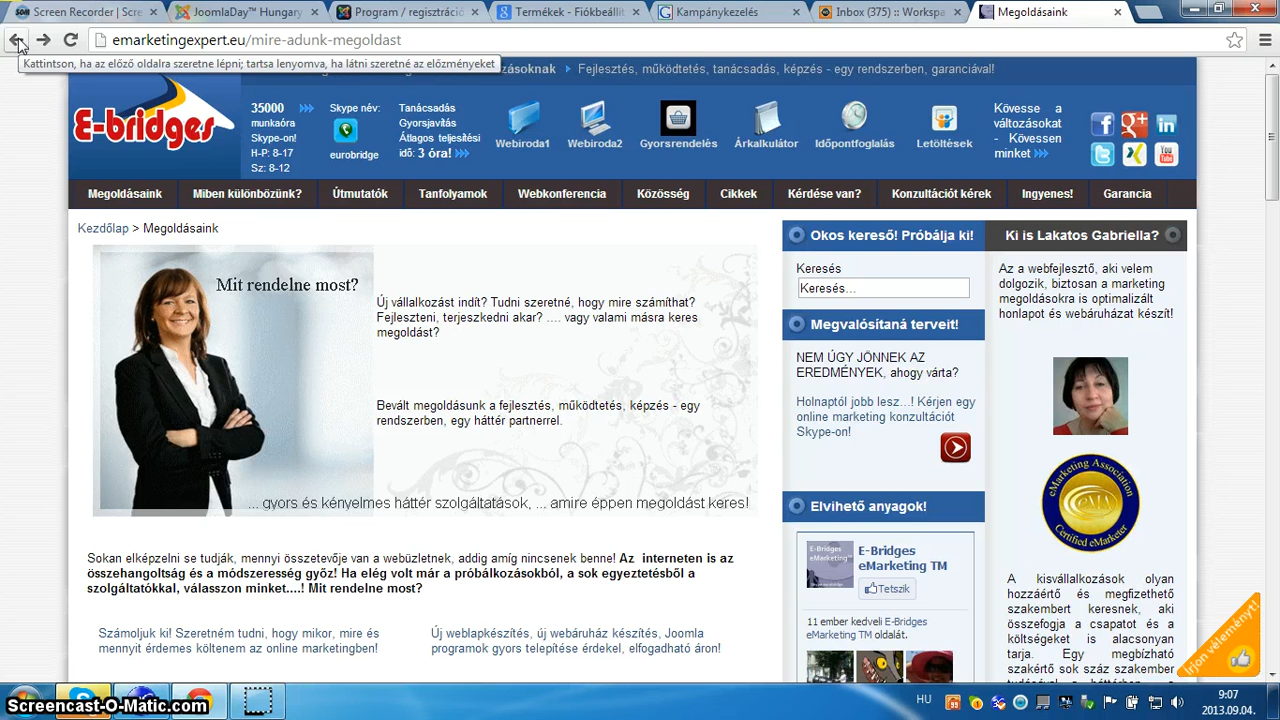 Screen Recorder | Scre
JoomlaDay™ Hungary
Program / regisztráció
Termékek - Fiókbeállít
Kampánykezelés
Inbox (375) :: Workspa
Megoldásaink
emarketingexpert.eu/mire-adunk-megoldast
Kattintson, ha az előző oldalra szeretne lépni; tartsa lenyomva, ha látni szeretné az előzményeket
zásoknak Fejlesztés, működtetés, tanácsadás, képzés - egy rendszerben, garanciával!
E-bridges
35000
munkaóra
Skype-on!
H-P: 8-17
Sz: 8-12
Skype név:
eurobridge
Tanácsadás
Gyorsjavítás
Átlagos teljesítési
idő: 3 óra!
Webiroda1
Webiroda2
Gyorsrendelés
Árkalkulátor
Időpontfoglalás
Letöltések
Kövesse a
változásokat
- Kövessen
minket
Megoldásaink
Miben különbözünk?
Útmutatók
Tanfolyamok
Webkonferencia
Közösség
Cikkek
Kérdése van?
Konzultációt kérek
Ingyenes!
Garancia
Kezdőlap > Megoldásaink
Mit rendelne most?
Új vállalkozást indít? Tudni szeretné, hogy mire számíthat?
Fejleszteni, terjeszkedni akar? .... vagy valami másra keres
megoldást?
Bevált megoldásunk a fejlesztés, működtetés, képzés - egy
rendszerben, egy háttér partnerrel.
... gyors és kényelmes háttér szolgáltatások, ... amire éppen megoldást keres!
Sokan elképzelni se tudják, mennyi összetevője van a webüzletnek, addig amíg nincsenek benne! Az interneten is az
összehangoltság és a módszeresség győz! Ha elég volt már a próbálkozásokból, a sok egyeztetésből a
szolgáltatókkal, válasszon minket....! Mit rendelne most?
Számoljuk ki! Szeretném tudni, hogy mikor, mire és
mennyit érdemes költenem az online marketingben!
Új weblapkészítés, új webáruház készítés, Joomla
programok gyors telepítése érdekel, elfogadható áron!
Okos kereső! Próbálja ki!
Keresés
Keresés...
Megvalósítaná terveit!
NEM ÚGY JÖNNEK AZ
EREDMÉNYEK, ahogy várta?
Holnaptól jobb lesz...! Kérjen egy
online marketing konzultációt
Skype-on!
Elvihető anyagok!
E-Bridges
eMarketing TM
Tetszik
11 ember kedveli E-Bridges
eMarketing TM oldalát.
Ki is Lakatos Gabriella?
Az a webfejlesztő, aki velem
dolgozik, biztosan a marketing
megoldásokra is optimalizált
honlapot és webáruházat készít!
eMarketing Association
eMA
Certified eMarketer
A kisvállalkozások olyan
hozzáértő és megfizethető
szakembert keresnek, aki
összefogja a csapatot és a
költségeket is alacsonyan
tarja. Egy megbízható
szakértő sok száz szakember
Írjon véleményt!
HU
9:07
2013.09.04.
Screencast-O-Matic.com